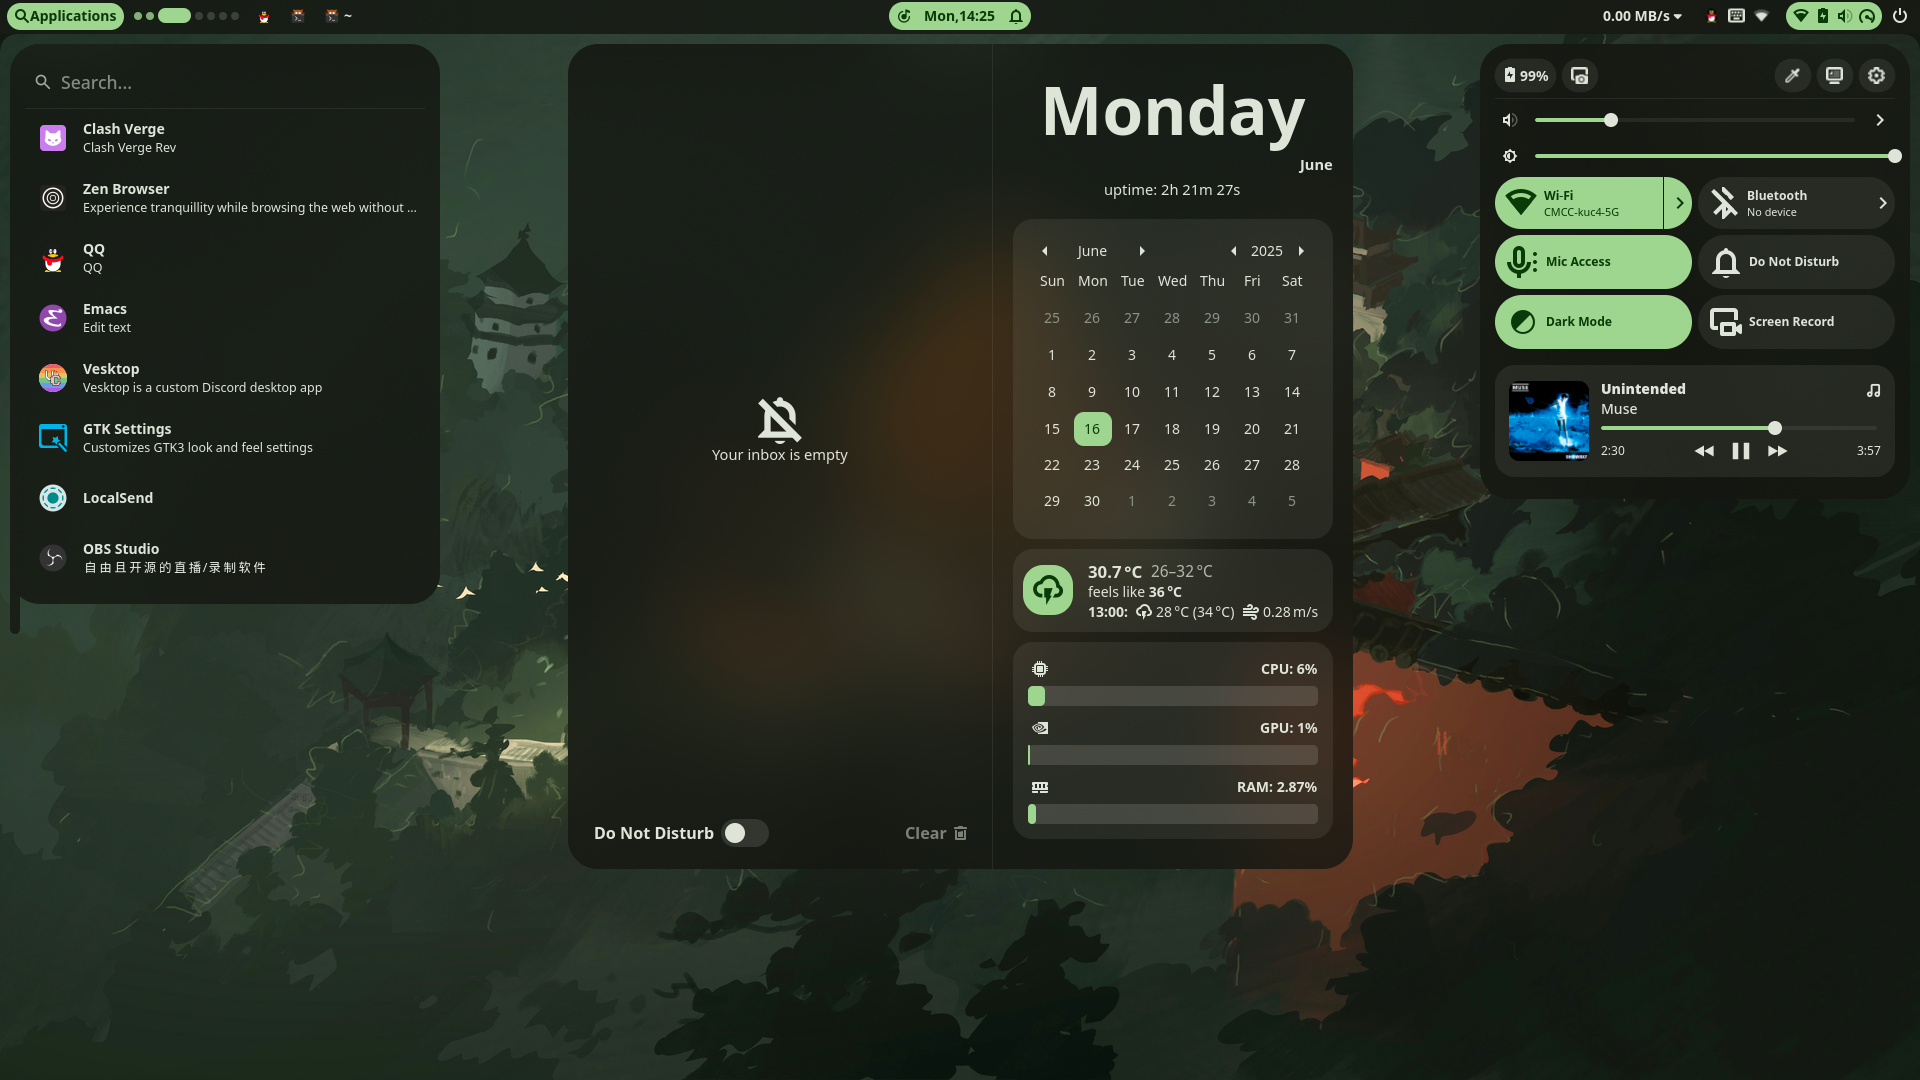 Applications
~
Mon,14:25
0.00 MB/s
Search...
Clash Verge
Clash Verge Rev
Zen Browser
Experience tranquillity while browsing the web without ...
QQ
QQ
Emacs
Edit text
Vesktop
Vesktop is a custom Discord desktop app
GTK Settings
Customizes GTK3 look and feel settings
LocalSend
OBS Studio
自由且开源的直播/录制软件
Your inbox is empty
Do Not Disturb
Clear
Monday
June
uptime: 2h 21m 27s
June 2025
Sun Mon Tue Wed Thu Fri Sat
25 26 27 28 29 30 31
1 2 3 4 5 6 7
8 9 10 11 12 13 14
15 16 17 18 19 20 21
22 23 24 25 26 27 28
29 30 1 2 3 4 5
30.7 °C 26–32 °C
feels like 36 °C
13:00: 28 °C (34 °C) 0.28 m/s
CPU: 6%
GPU: 1%
RAM: 2.87%
99%
Wi-Fi
CMCC-kuc4-5G
Bluetooth
No device
Mic Access
Do Not Disturb
Dark Mode
Screen Record
MUSE
Unintended
Muse
2:30
3:57